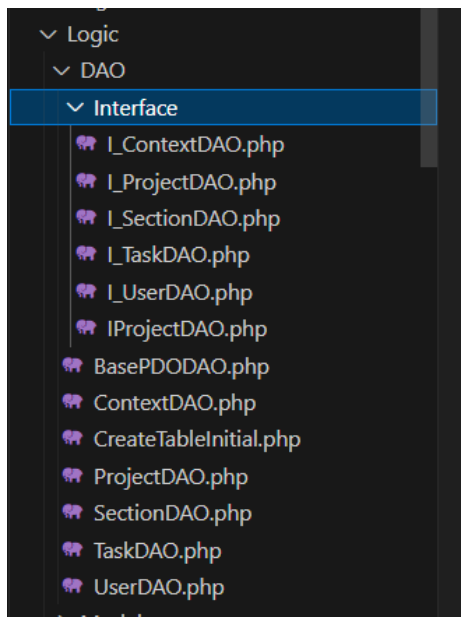 Logic
DAO
Interface
I_ContextDAO.php
I_ProjectDAO.php
I_SectionDAO.php
I_TaskDAO.php
I_UserDAO.php
IProjectDAO.php
BasePDODAO.php
ContextDAO.php
CreateTableInitial.php
ProjectDAO.php
SectionDAO.php
TaskDAO.php
UserDAO.php